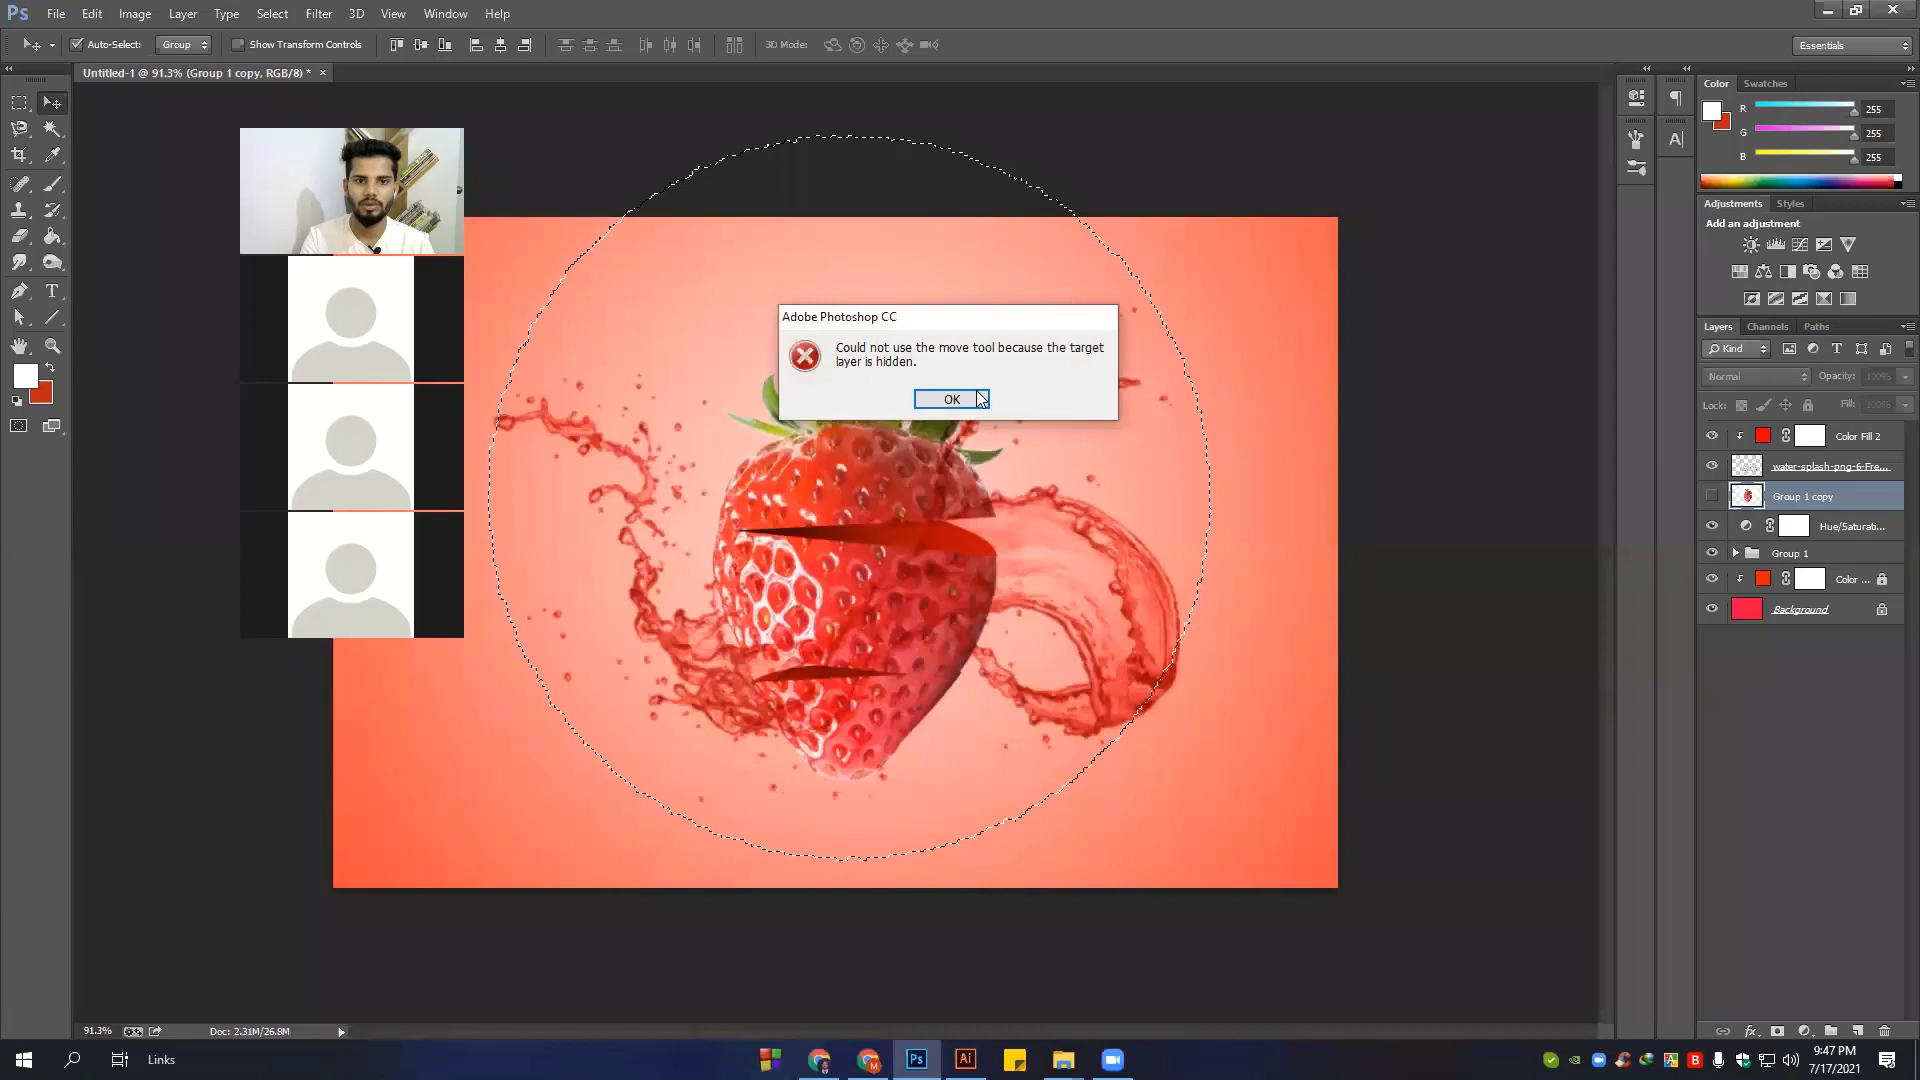 Ps File Edit Image Layer Type Select Filter 3D View Window Help
Auto-Select: Group Show Transform Controls 3D Mode: Essentials
Untitled-1 @ 91.3% (Group 1 copy, RGB/8) * ×
Color Swatches
R 255
G 255
B 255
Adjustments Styles
Add an adjustment
Adobe Photoshop CC
Could not use the move tool because the target
layer is hidden.
OK
Layers Channels Paths
Kind
Normal Opacity: 100%
Lock: Fill: 100%
Color Fill 2
water-splash-png-6-Fre...
Group 1 copy
Hue/Saturati...
Group 1
Color ...
Background
91.3% Doc: 2.31M/26.8M
Links
Ps Ai
9:47 PM
7/17/2021